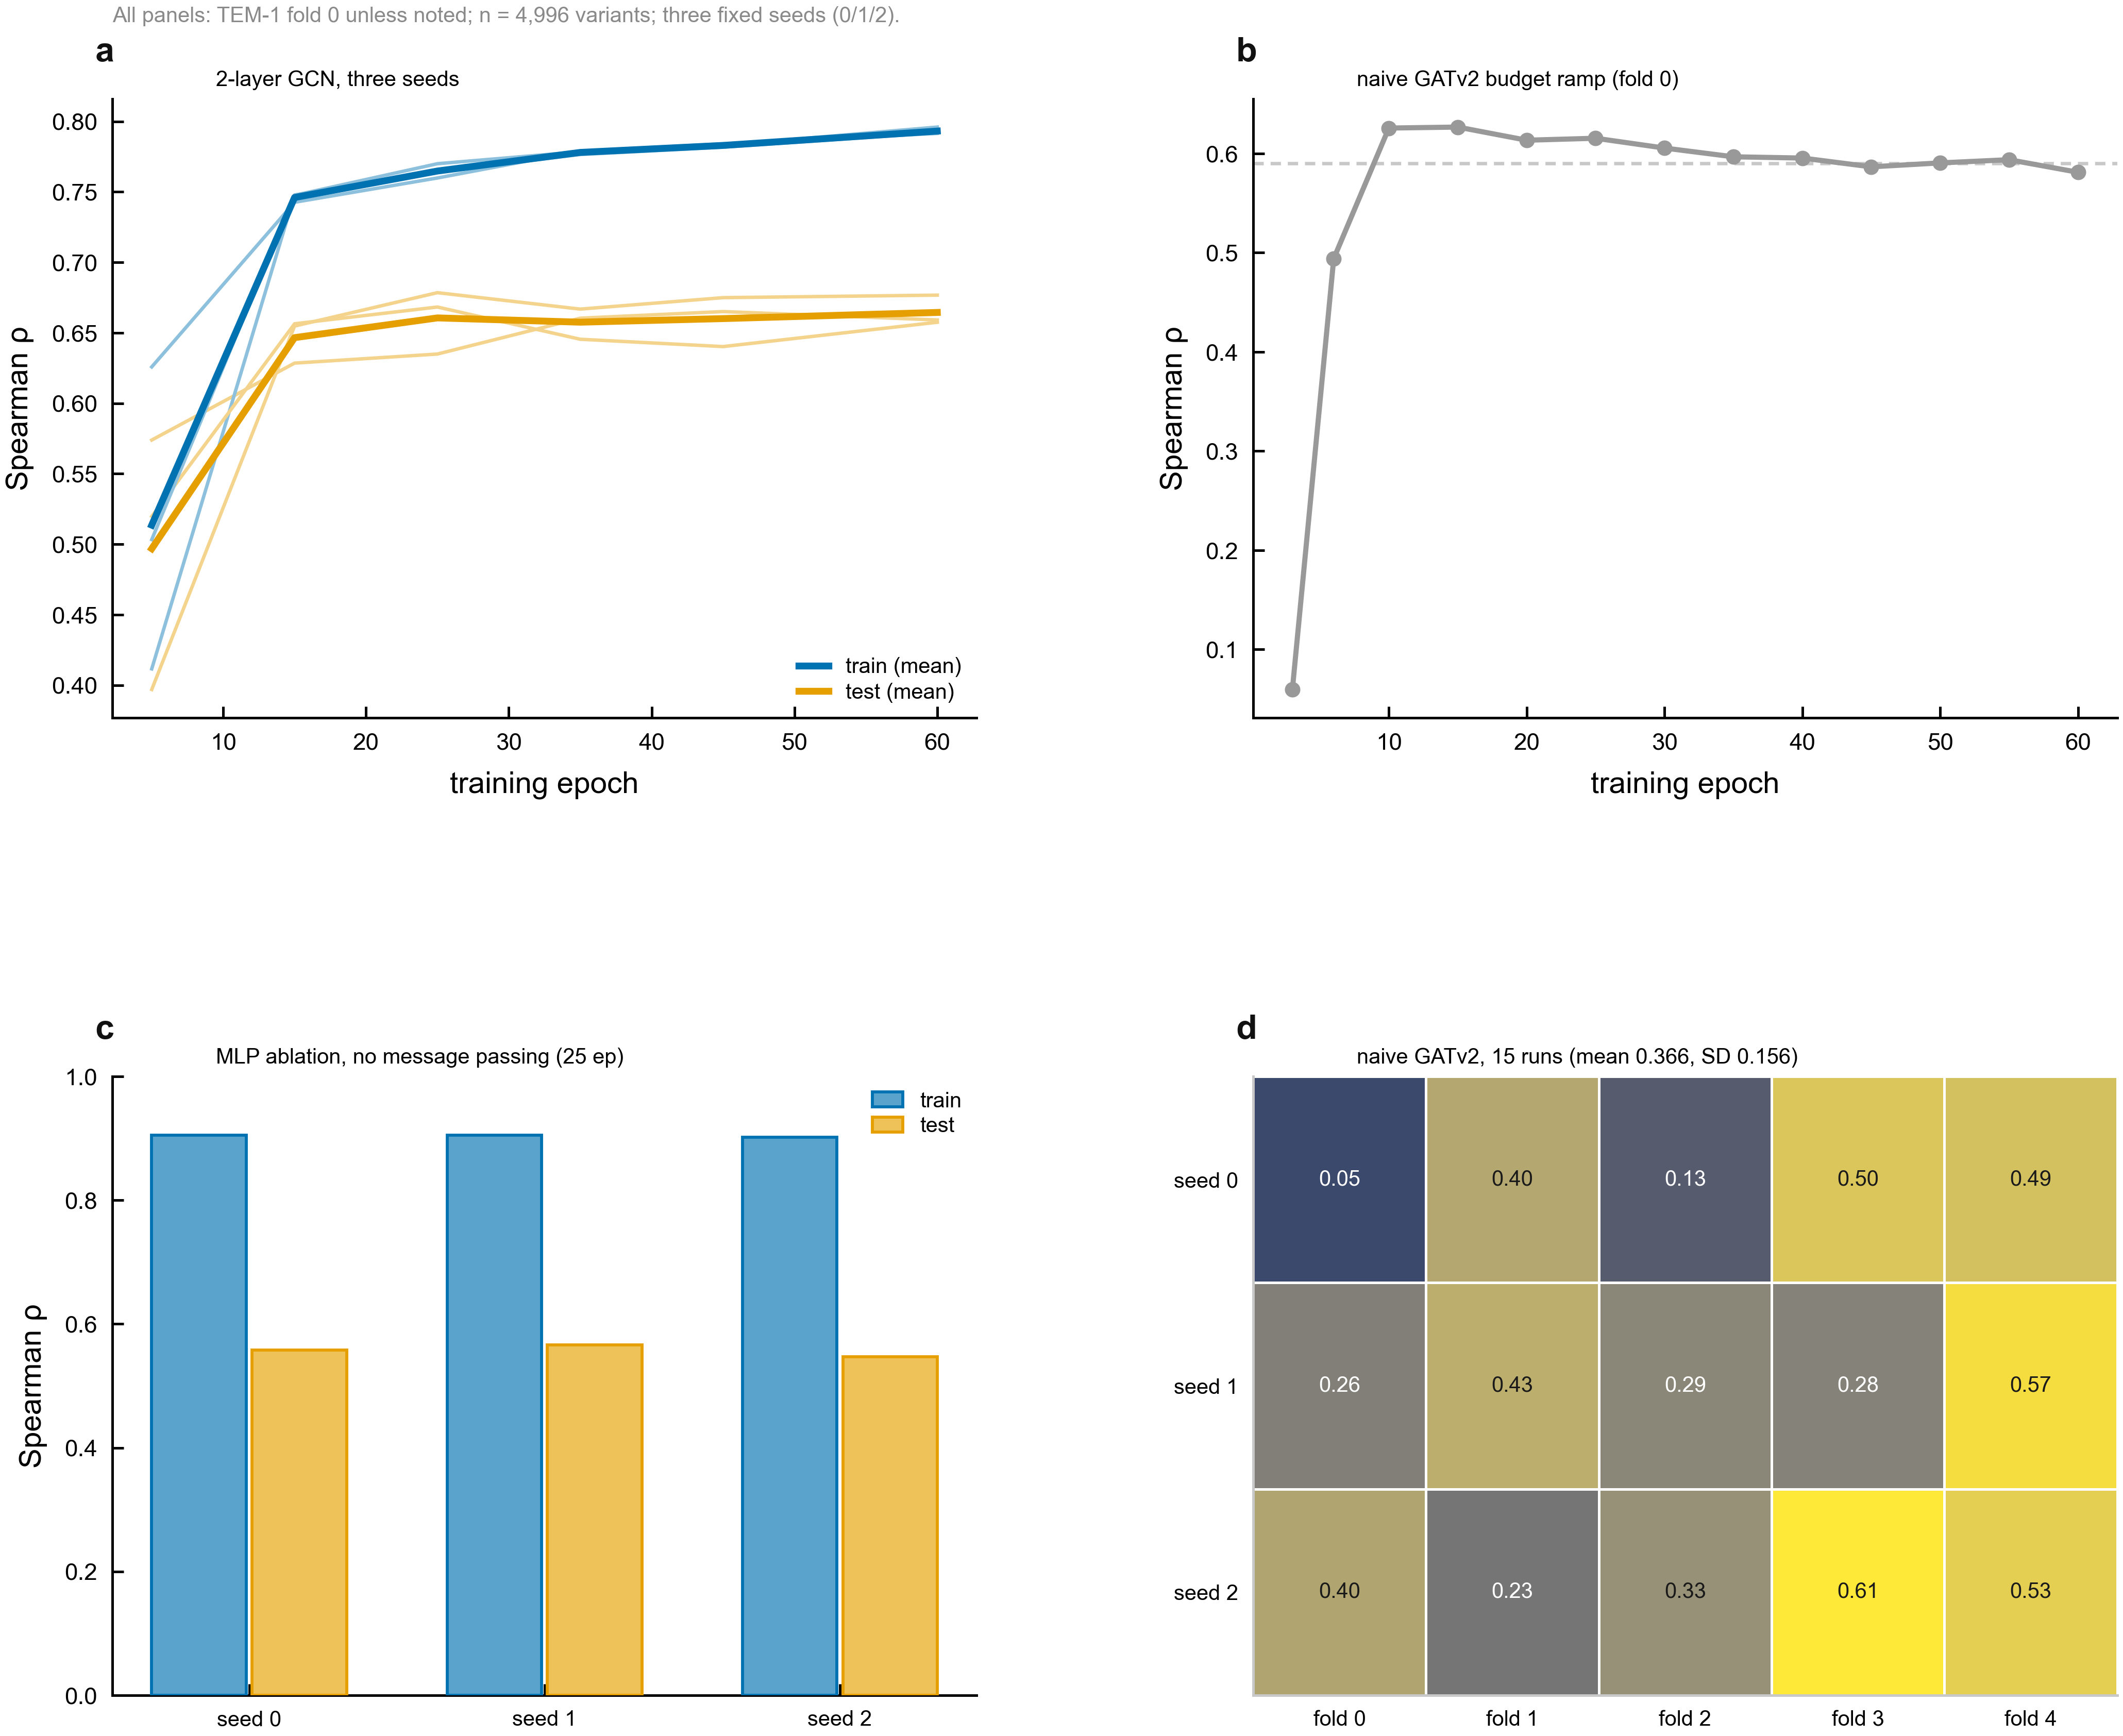 All panels: TEM-1 fold 0 unless noted; n = 4,996 variants; three fixed seeds (0/1/2).
a
2-layer GCN, three seeds
0.80
0.75
0.70
0.65
0.60
0.55
0.50
0.45
0.40
Spearman ρ
train (mean)
test (mean)
10 20 30 40 50 60
training epoch
b
naive GATv2 budget ramp (fold 0)
0.6
0.5
0.4
0.3
0.2
0.1
Spearman ρ
10 20 30 40 50 60
training epoch
c
MLP ablation, no message passing (25 ep)
1.0
0.8
0.6
0.4
0.2
0.0
Spearman ρ
train
test
seed 0 seed 1 seed 2
d
naive GATv2, 15 runs (mean 0.366, SD 0.156)
seed 0 0.05 0.40 0.13 0.50 0.49
seed 1 0.26 0.43 0.29 0.28 0.57
seed 2 0.40 0.23 0.33 0.61 0.53
fold 0 fold 1 fold 2 fold 3 fold 4